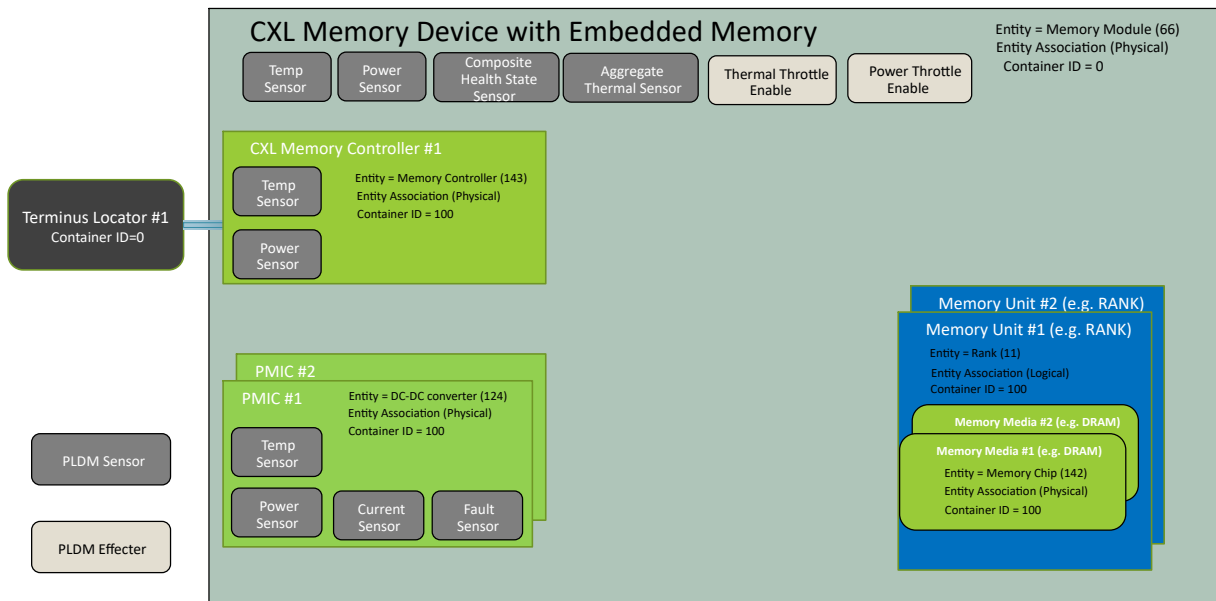 CXL Memory Device with Embedded Memory
Entity = Memory Module (66)
Entity Association (Physical)
Container ID = 0
Temp
Sensor
Power
Sensor
Composite
Health State
Sensor
Aggregate
Thermal Sensor
Thermal Throttle
Enable
Power Throttle
Enable
CXL Memory Controller #1
Temp
Sensor
Power
Sensor
Entity = Memory Controller (143)
Entity Association (Physical)
Container ID = 100
Terminus Locator #1
Container ID=0
PMIC #2
PMIC #1
Entity = DC-DC converter (124)
Entity Association (Physical)
Container ID = 100
Temp
Sensor
Power
Sensor
Current
Sensor
Fault
Sensor
Memory Unit #2 (e.g. RANK)
Memory Unit #1 (e.g. RANK)
Entity = Rank (11)
Entity Association (Logical)
Container ID = 100
Memory Media #2 (e.g. DRAM)
Memory Media #1 (e.g. DRAM)
Entity = Memory Chip (142)
Entity Association (Physical)
Container ID = 100
PLDM Sensor
PLDM Effecter